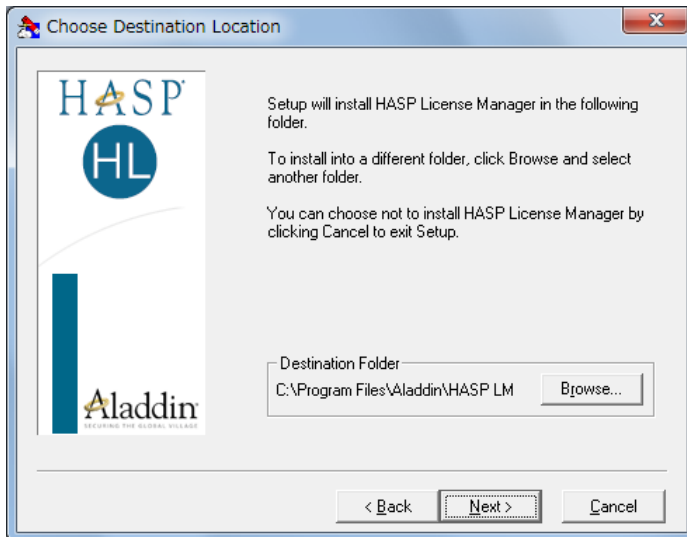 Choose Destination Location
HASP
HL
Aladdin
SECURING THE GLOBAL VILLAGE
Setup will install HASP License Manager in the following
folder.
To install into a different folder, click Browse and select
another folder.
You can choose not to install HASP License Manager by
clicking Cancel to exit Setup.
Destination Folder
C:\Program Files\Aladdin\HASP LM
Browse...
< Back
Next >
Cancel